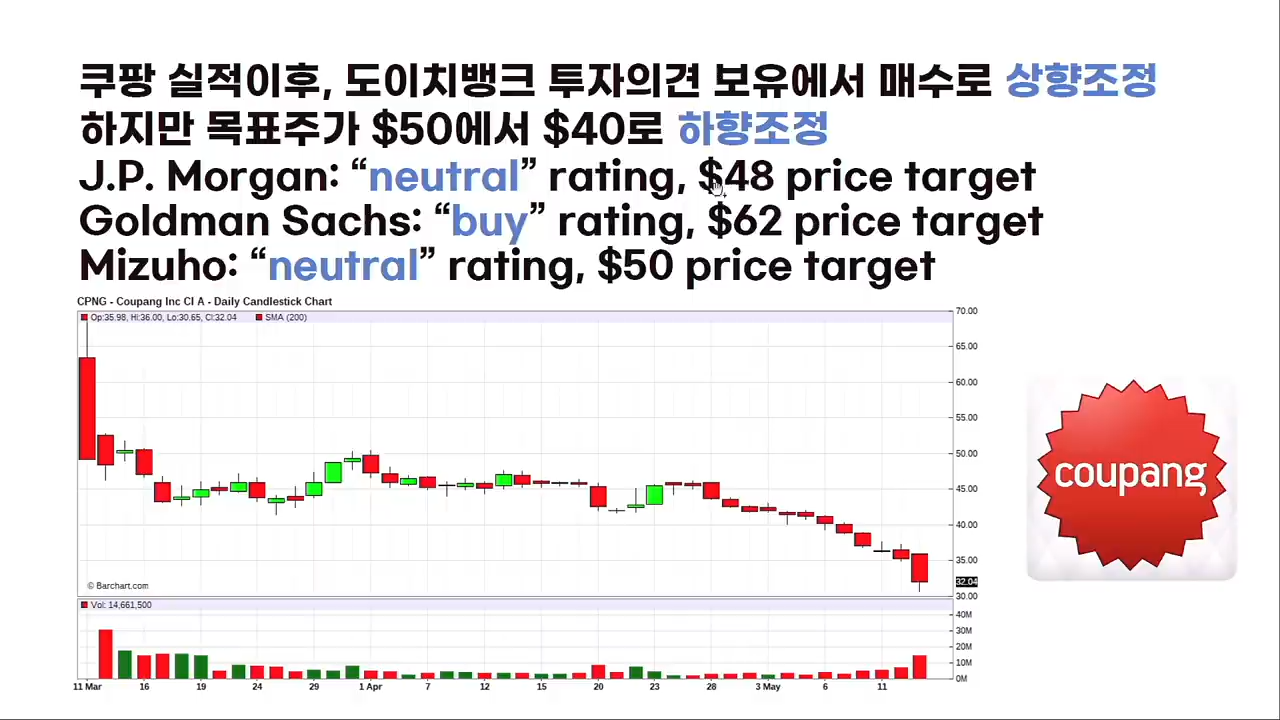 쿠팡 실적이후, 도이치뱅크 투자의견 보유에서 매수로 상향조정
하지만 목표주가 $50에서 $40로 하향조정
J.P. Morgan: “neutral” rating, $48 price target
Goldman Sachs: “buy” rating, $62 price target
Mizuho: “neutral” rating, $50 price target
CPNG - Coupang Inc Cl A - Daily Candlestick Chart
Op:35.98, Hi:36.00, Lo:30.65, Cl:32.04 SMA (200)
70.00
65.00
60.00
55.00
50.00
45.00
40.00
35.00
32.04
30.00
© Barchart.com
coupang
Vol: 14,661,500
40M
30M
20M
10M
0M
11 Mar 16 19 24 29 1 Apr 7 12 15 20 23 28 3 May 6 11